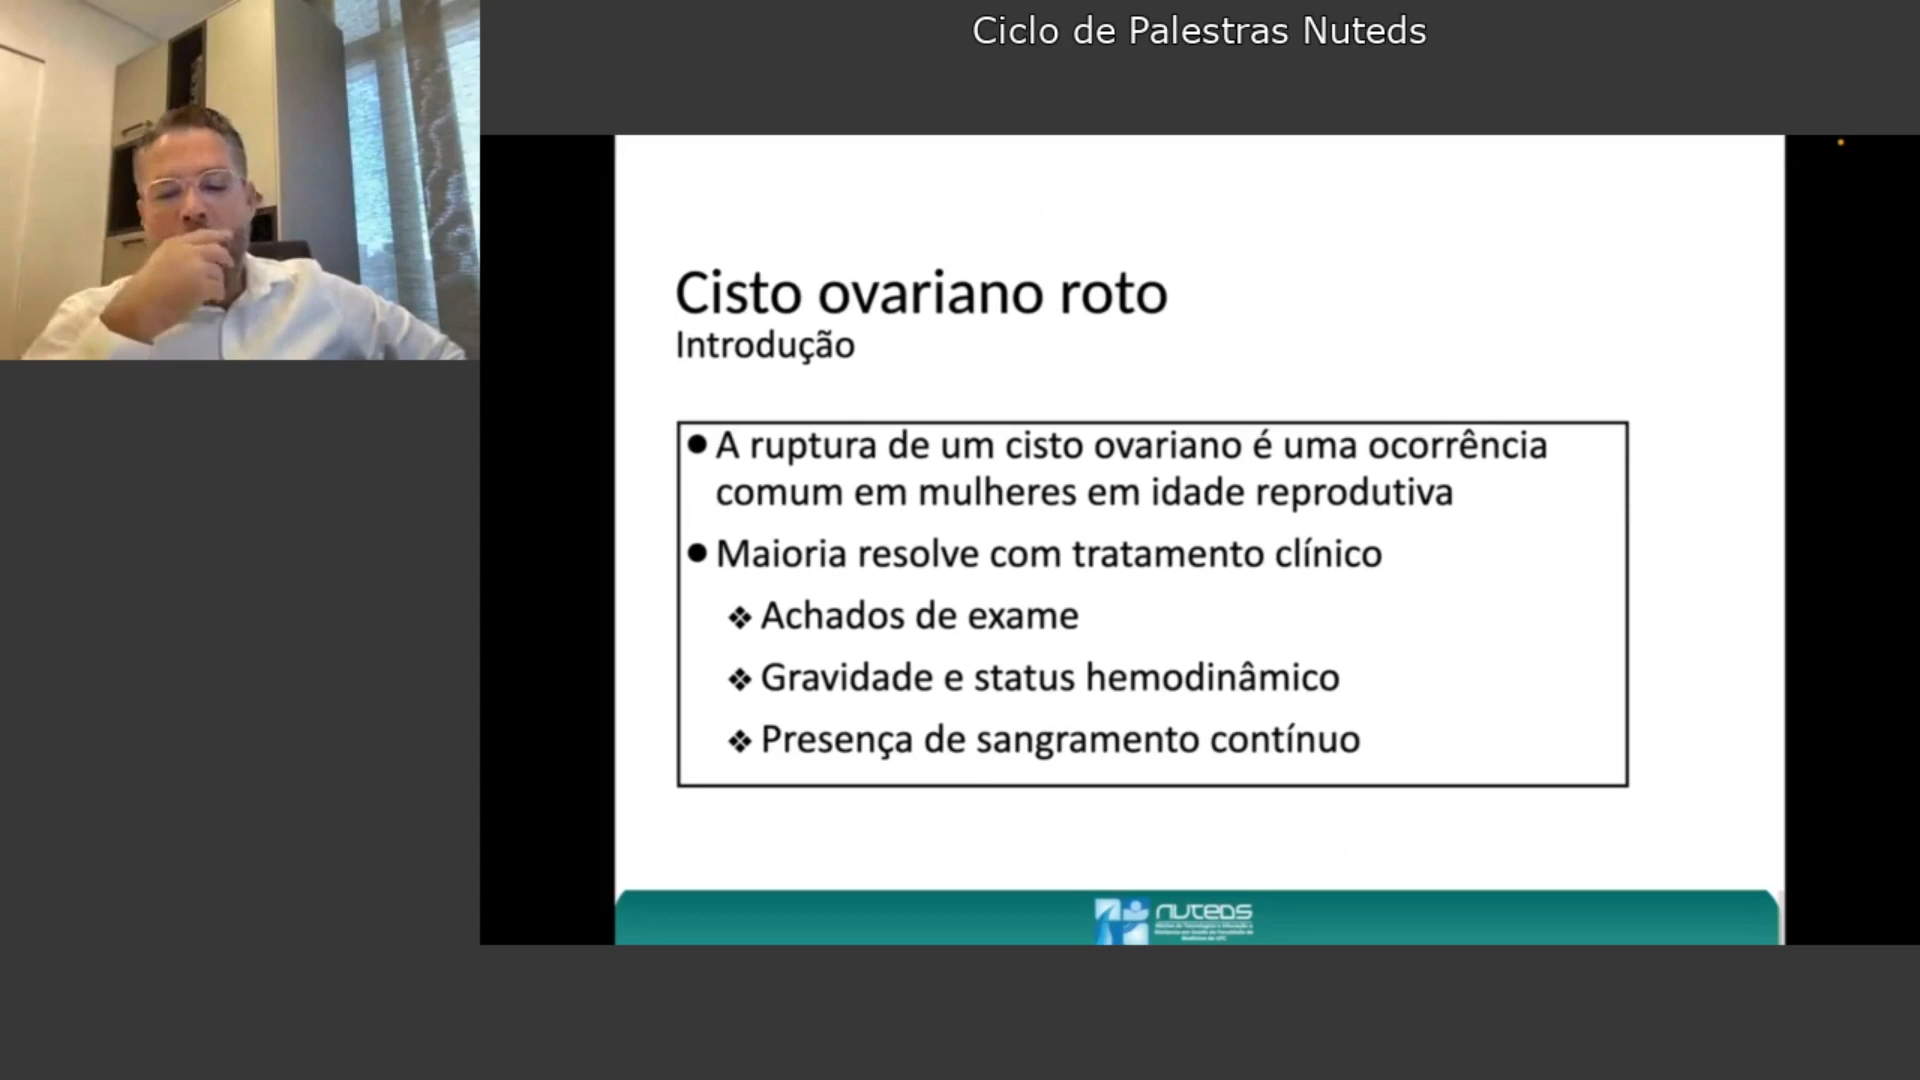 Ciclo de Palestras Nuteds
Cisto ovariano roto
Introdução
● A ruptura de um cisto ovariano é uma ocorrência
comum em mulheres em idade reprodutiva
● Maioria resolve com tratamento clínico
❖ Achados de exame
❖ Gravidade e status hemodinâmico
❖ Presença de sangramento contínuo
NUTEDS